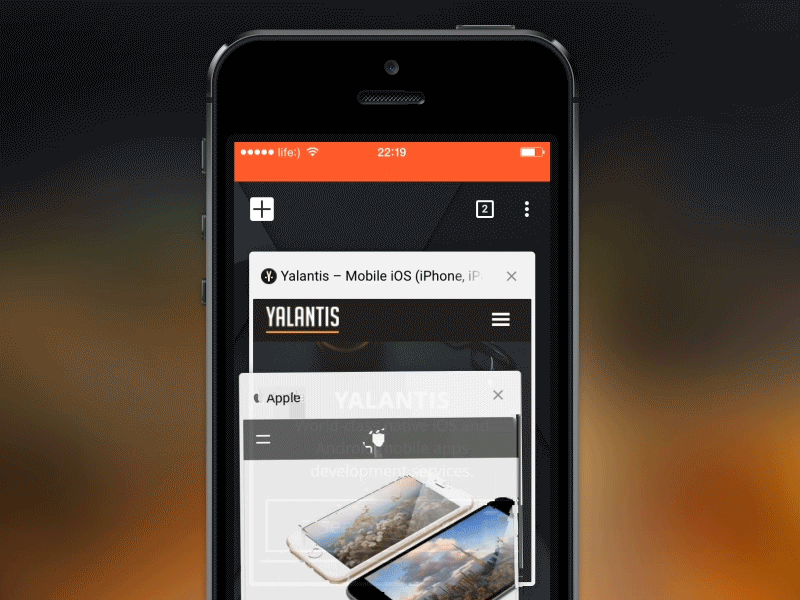 life:) 22:19
2
Yalantis – Mobile iOS (iPhone, iP
YALANTIS
Apple
YALANTIS
World-class native iOS and
Android mobile apps
development services.